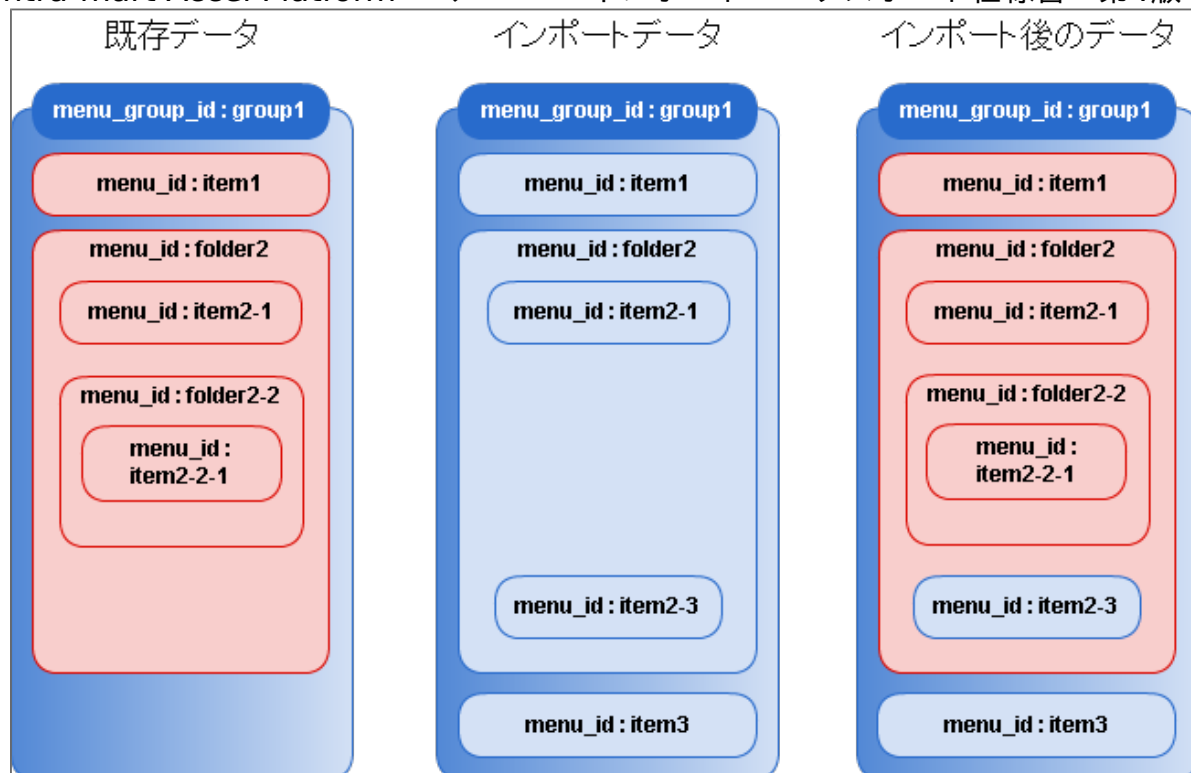 既存データ
menu_group_id : group1
menu_id : item1
menu_id : folder2
menu_id : item2-1
menu_id : folder2-2
menu_id :
item2-2-1
インポートデータ
menu_group_id : group1
menu_id : item1
menu_id : folder2
menu_id : item2-1
menu_id : item2-3
menu_id : item3
インポート後のデータ
menu_group_id : group1
menu_id : item1
menu_id : folder2
menu_id : item2-1
menu_id : folder2-2
menu_id :
item2-2-1
menu_id : item2-3
menu_id : item3